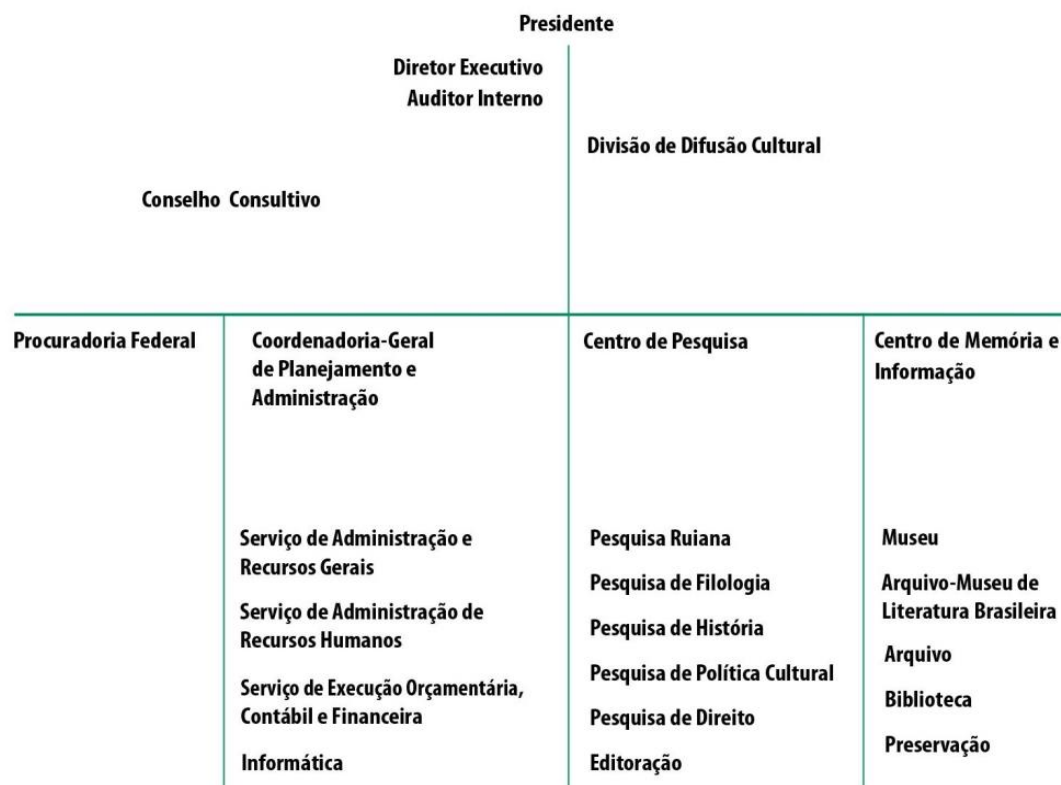 Presidente
Diretor Executivo
Auditor Interno
Divisão de Difusão Cultural
Conselho Consultivo
Procuradoria Federal
Coordenadoria-Geral
de Planejamento e
Administração
Centro de Pesquisa
Centro de Memória e
Informação
Serviço de Administração e
Recursos Gerais
Serviço de Administração de
Recursos Humanos
Serviço de Execução Orçamentária,
Contábil e Financeira
Informática
Pesquisa Ruiana
Pesquisa de Filologia
Pesquisa de História
Pesquisa de Política Cultural
Pesquisa de Direito
Editoração
Museu
Arquivo-Museu de
Literatura Brasileira
Arquivo
Biblioteca
Preservação